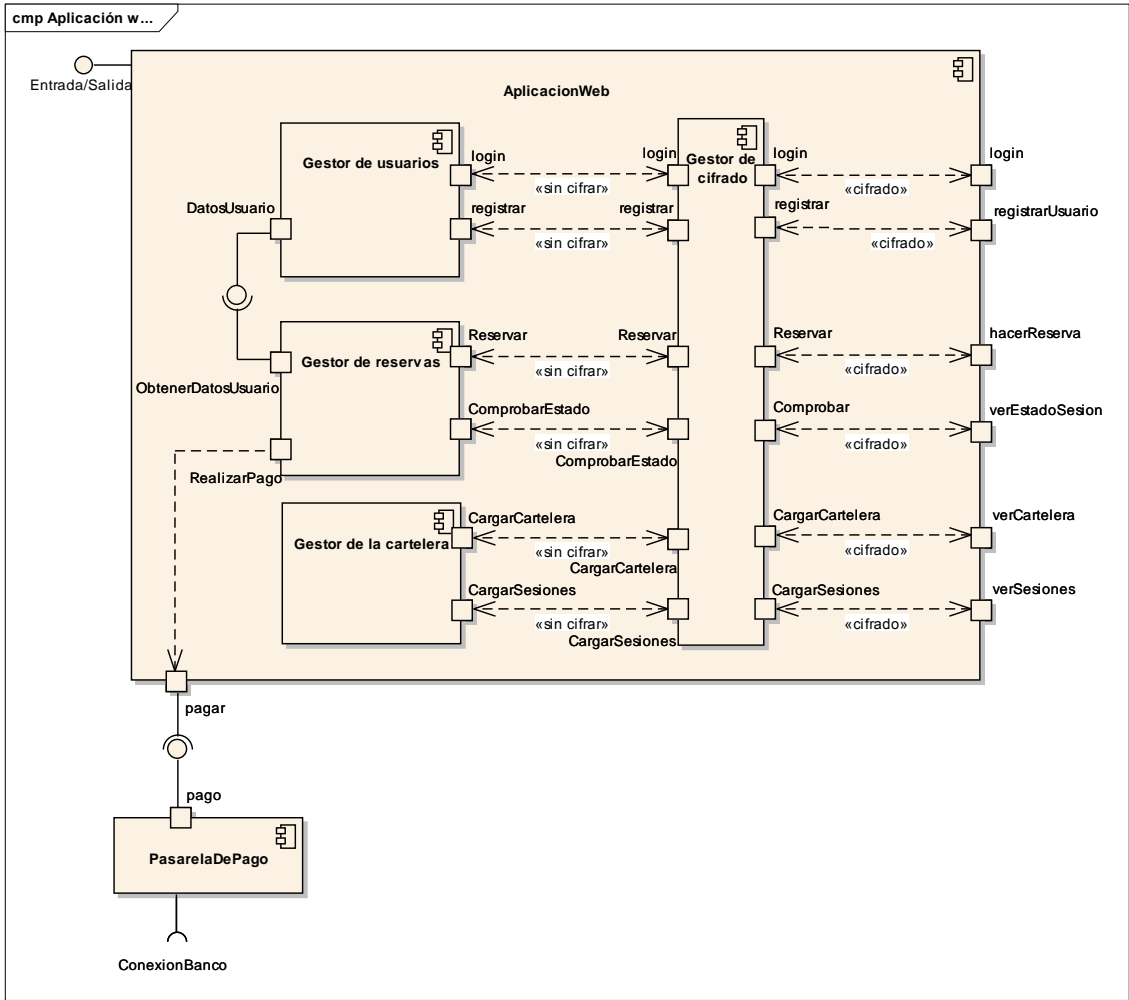 cmp Aplicación w...
Entrada/Salida
AplicacionWeb
Gestor de usuarios
login
«sin cifrar»
login
Gestor de
cifrado
login
«cifrado»
login
DatosUsuario
registrar
«sin cifrar»
registrar
registrar
«cifrado»
registrarUsuario
Gestor de reservas
Reservar
«sin cifrar»
Reservar
Reservar
«cifrado»
hacerReserva
ObtenerDatosUsuario
ComprobarEstado
«sin cifrar»
ComprobarEstado
Comprobar
«cifrado»
verEstadoSesion
RealizarPago
Gestor de la cartelera
CargarCartelera
«sin cifrar»
CargarCartelera
CargarCartelera
«cifrado»
verCartelera
CargarSesiones
«sin cifrar»
CargarSesiones
CargarSesiones
«cifrado»
verSesiones
pagar
pago
PasarelaDePago
ConexionBanco